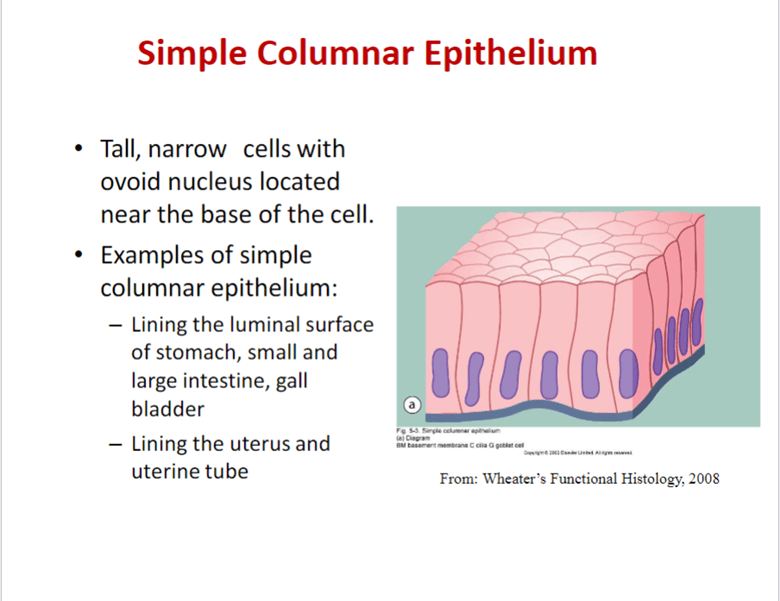 Simple Columnar Epithelium
• Tall, narrow cells with
ovoid nucleus located
near the base of the cell.
• Examples of simple
columnar epithelium:
– Lining the luminal surface
of stomach, small and
large intestine, gall
bladder
– Lining the uterus and
uterine tube
a
Fig. 5-3. Simple columnar epithelium
(a) Diagram
BM basement membrane C cilia G goblet cell
Copyright © 2002 Elsevier Limited. All rights reserved.
From: Wheater's Functional Histology, 2008